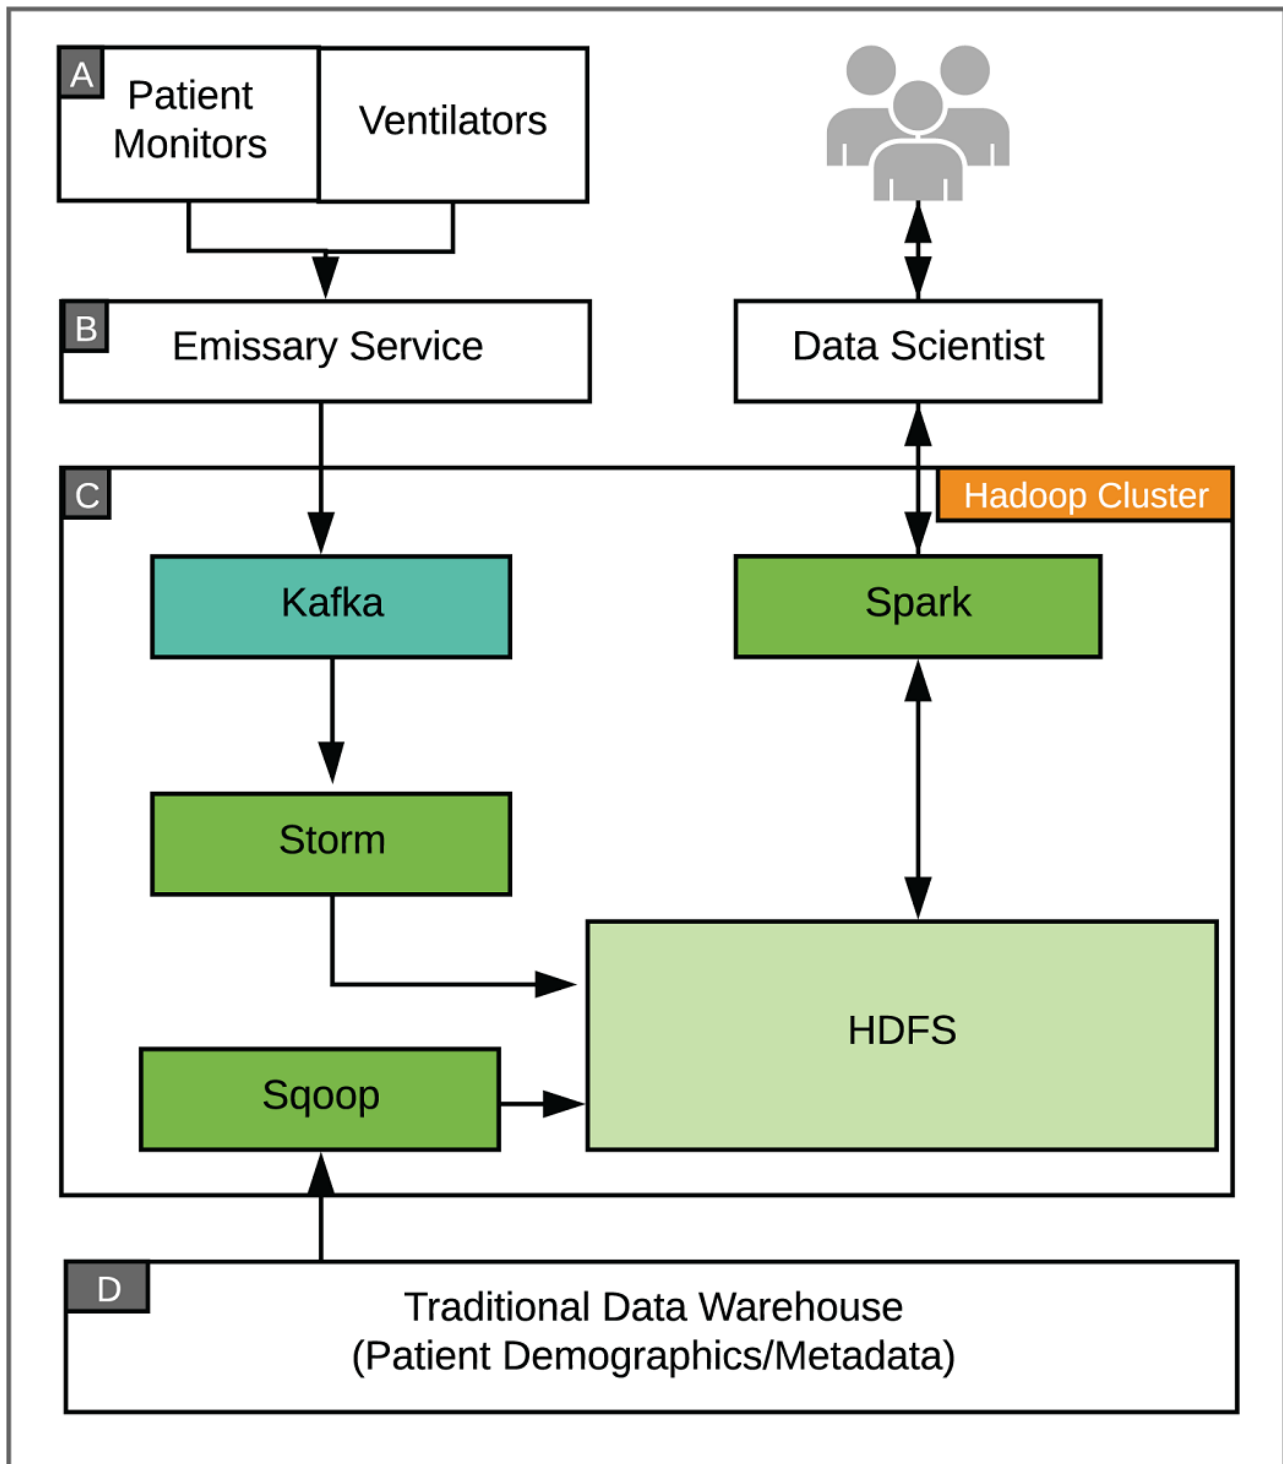 A
Patient
Monitors
Ventilators
B
Emissary Service
Data Scientist
C
Hadoop Cluster
Kafka
Spark
Storm
HDFS
Sqoop
D
Traditional Data Warehouse
(Patient Demographics/Metadata)